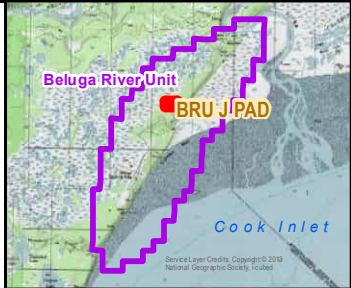 Beluga River Unit
BRU J PAD
Cook Inlet
Service Layer Credits: Copyright:© 2013
National Geographic Society, i-cubed